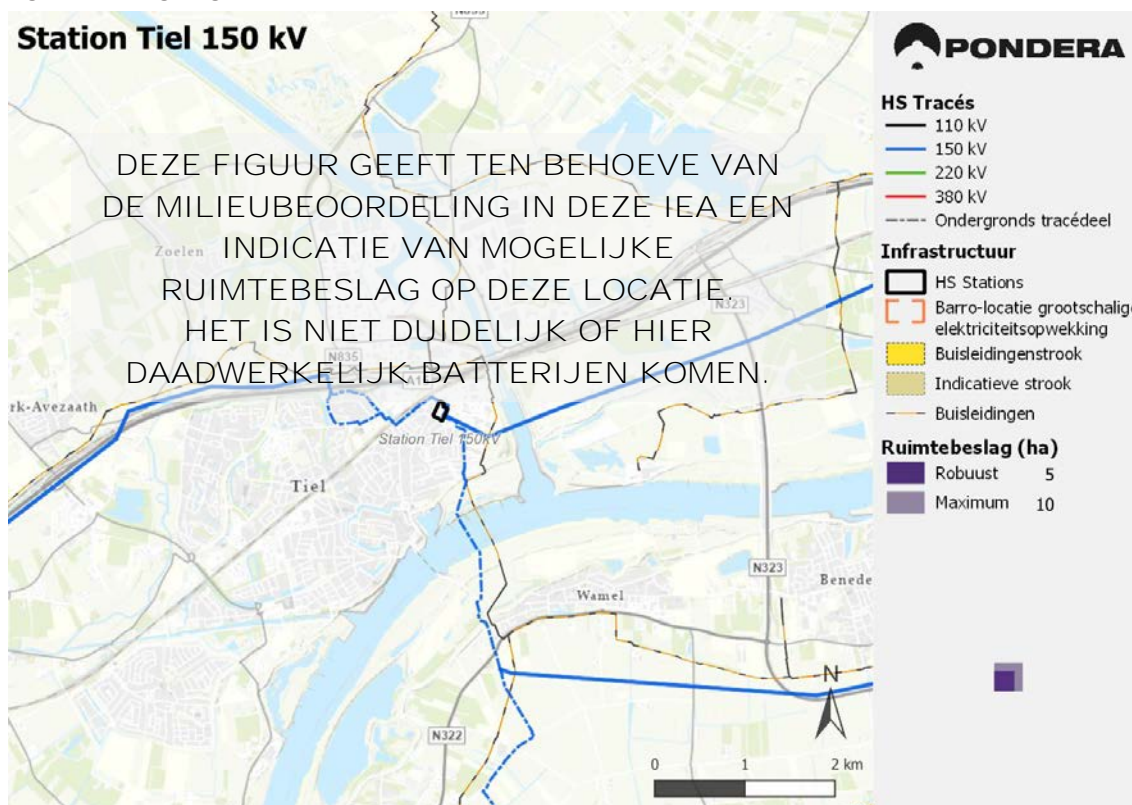 Station Tiel 150 kV
DEZE FIGUUR GEEFT TEN BEHOEVE VAN
DE MILIEUBEOORDELING IN DEZE IEA EEN
INDICATIE VAN MOGELIJKE
RUIMTEBESLAG OP DEZE LOCATIE.
HET IS NIET DUIDELIJK OF HIER
DAADWERKELIJK BATTERIJEN KOMEN.
Zoelen
N323
N835
rk-Avezaath
Station Tiel 150kV
Tiel
N323
Wamel
Benede
N322
N
0 1 2 km
PONDERA
HS Tracés
110 kV
150 kV
220 kV
380 kV
Ondergronds tracédeel
Infrastructuur
HS Stations
Barro-locatie grootschalige
elektriciteitsopwekking
Buisleidingenstrook
Indicatieve strook
Buisleidingen
Ruimtebeslag (ha)
Robuust 5
Maximum 10